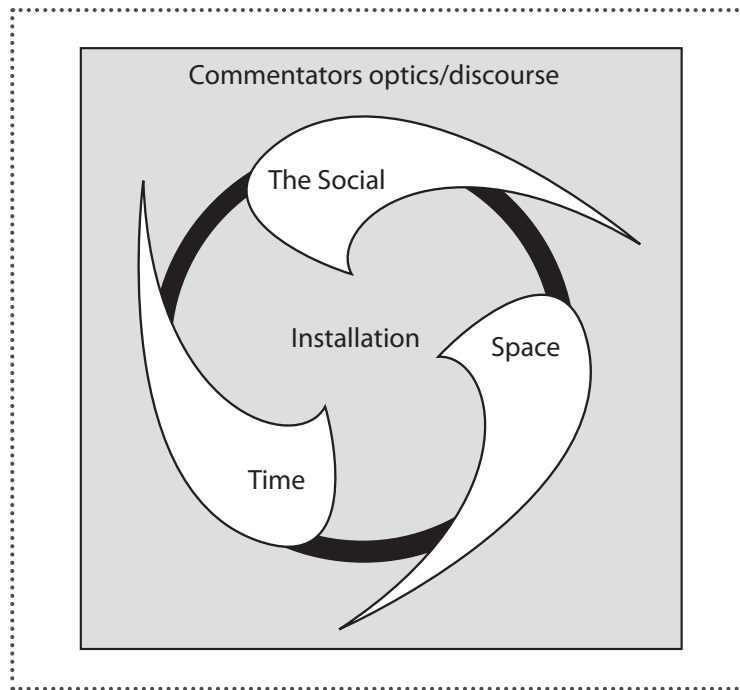 Commentators optics/discourse
The Social
Installation
Space
Time